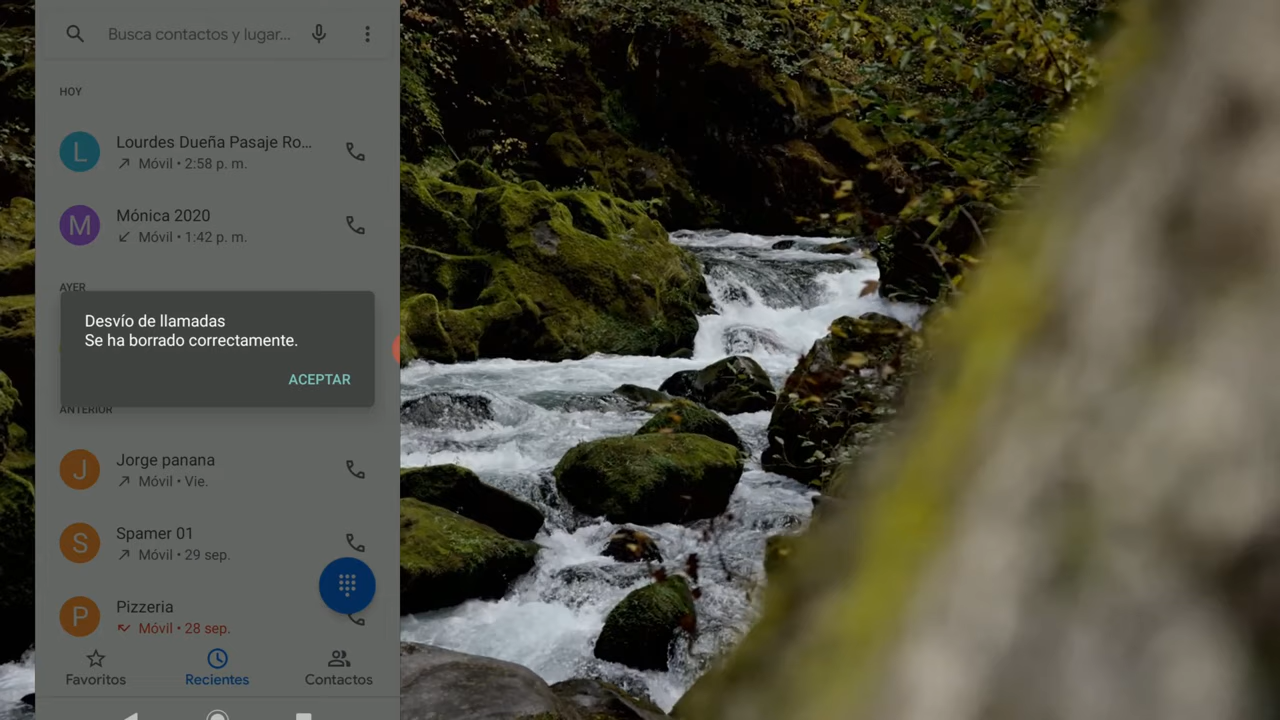 Busca contactos y lugar...
HOY
L
Lourdes Dueña Pasaje Ro...
Móvil • 2:58 p. m.
M
Mónica 2020
Móvil • 1:42 p. m.
AYER
Desvío de llamadas
Se ha borrado correctamente.
ACEPTAR
ANTERIOR
J
Jorge panana
Móvil • Vie.
S
Spamer 01
Móvil • 29 sep.
P
Pizzeria
Móvil • 28 sep.
Favoritos
Recientes
Contactos